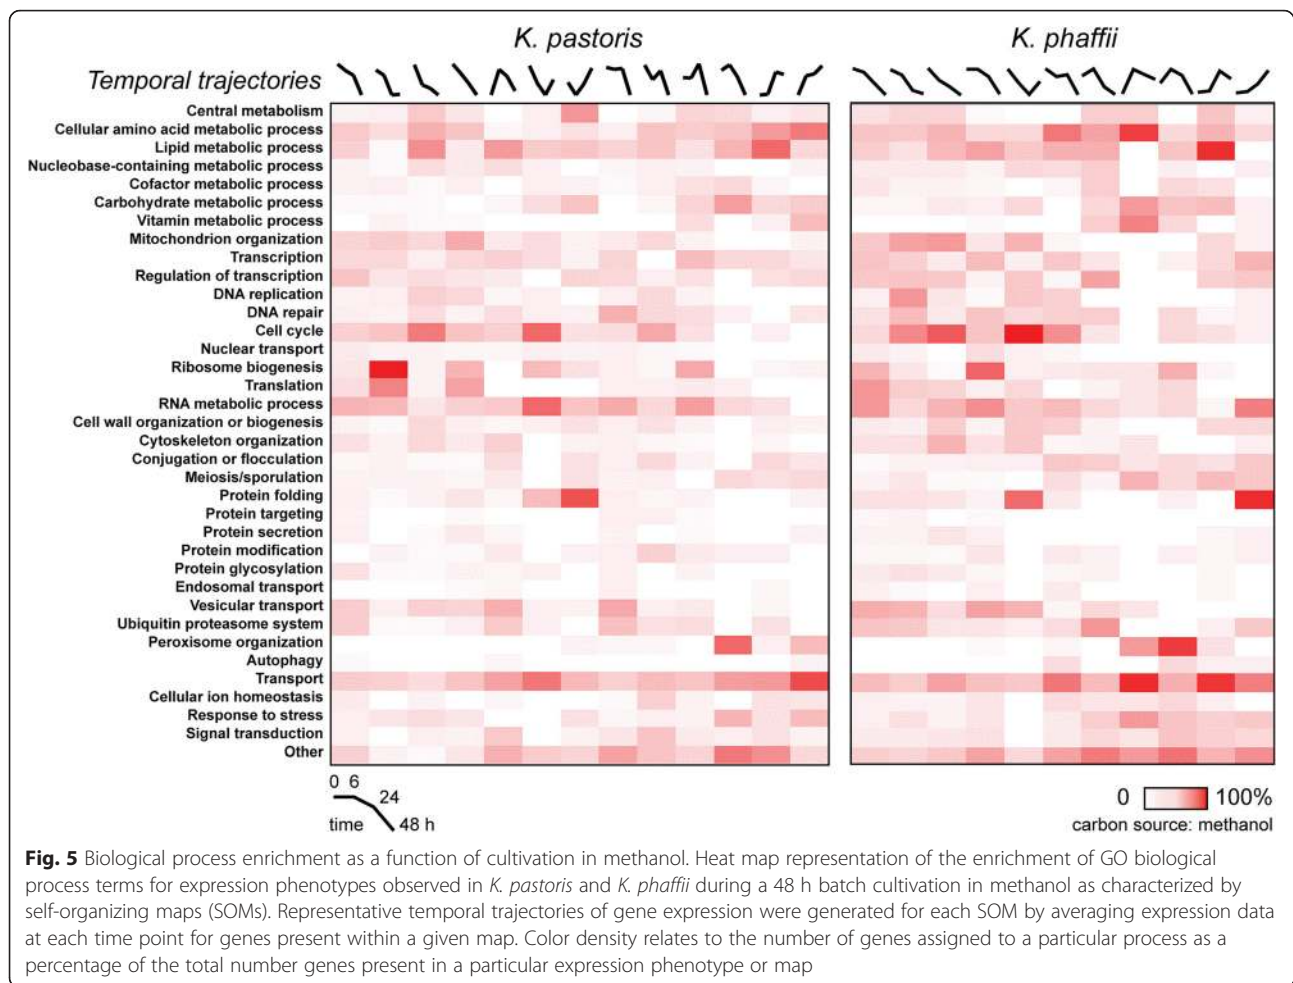 K. pastoris
K. phaffii
Temporal trajectories
Central metabolism
Cellular amino acid metabolic process
Lipid metabolic process
Nucleobase-containing metabolic process
Cofactor metabolic process
Carbohydrate metabolic process
Vitamin metabolic process
Mitochondrion organization
Transcription
Regulation of transcription
DNA replication
DNA repair
Cell cycle
Nuclear transport
Ribosome biogenesis
Translation
RNA metabolic process
Cell wall organization or biogenesis
Cytoskeleton organization
Conjugation or flocculation
Meiosis/sporulation
Protein folding
Protein targeting
Protein secretion
Protein modification
Protein glycosylation
Endosomal transport
Vesicular transport
Ubiquitin proteasome system
Peroxisome organization
Autophagy
Transport
Cellular ion homeostasis
Response to stress
Signal transduction
Other
0 6
24
time
48 h
0
100%
carbon source: methanol
Fig. 5 Biological process enrichment as a function of cultivation in methanol. Heat map representation of the enrichment of GO biological
process terms for expression phenotypes observed in K. pastoris and K. phaffii during a 48 h batch cultivation in methanol as characterized by
self-organizing maps (SOMs). Representative temporal trajectories of gene expression were generated for each SOM by averaging expression data
at each time point for genes present within a given map. Color density relates to the number of genes assigned to a particular process as a
percentage of the total number genes present in a particular expression phenotype or map